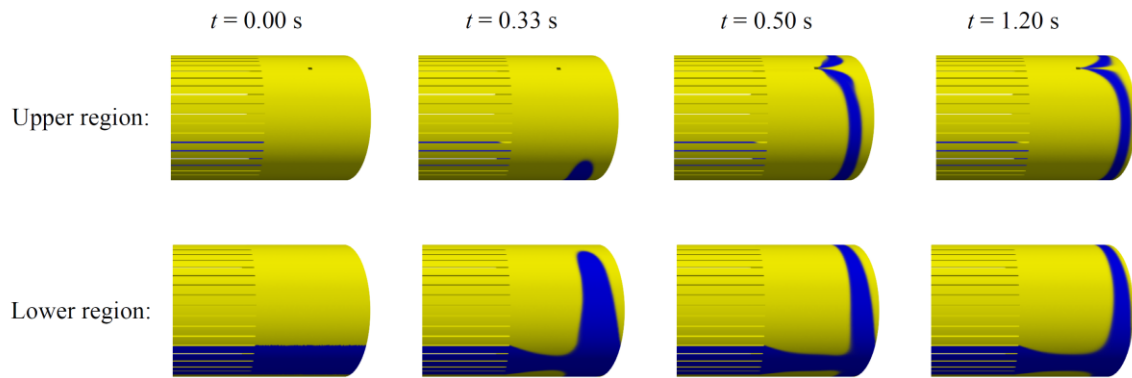 t = 0.00 s t = 0.33 s t = 0.50 s t = 1.20 s
Upper region:
Lower region: